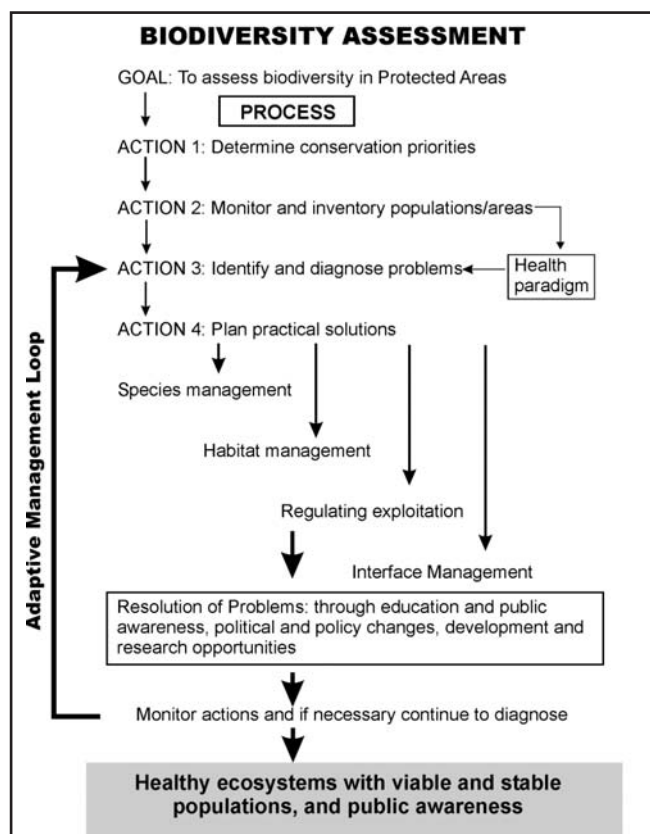 BIODIVERSITY ASSESSMENT
GOAL: To assess biodiversity in Protected Areas
PROCESS
ACTION 1: Determine conservation priorities
ACTION 2: Monitor and inventory populations/areas
ACTION 3: Identify and diagnose problems
Health
paradigm
ACTION 4: Plan practical solutions
Species management
Habitat management
Regulating exploitation
Interface Management
Resolution of Problems: through education and public
awareness, political and policy changes, development and
research opportunities
Monitor actions and if necessary continue to diagnose
Healthy ecosystems with viable and stable
populations, and public awareness
Adaptive Management Loop